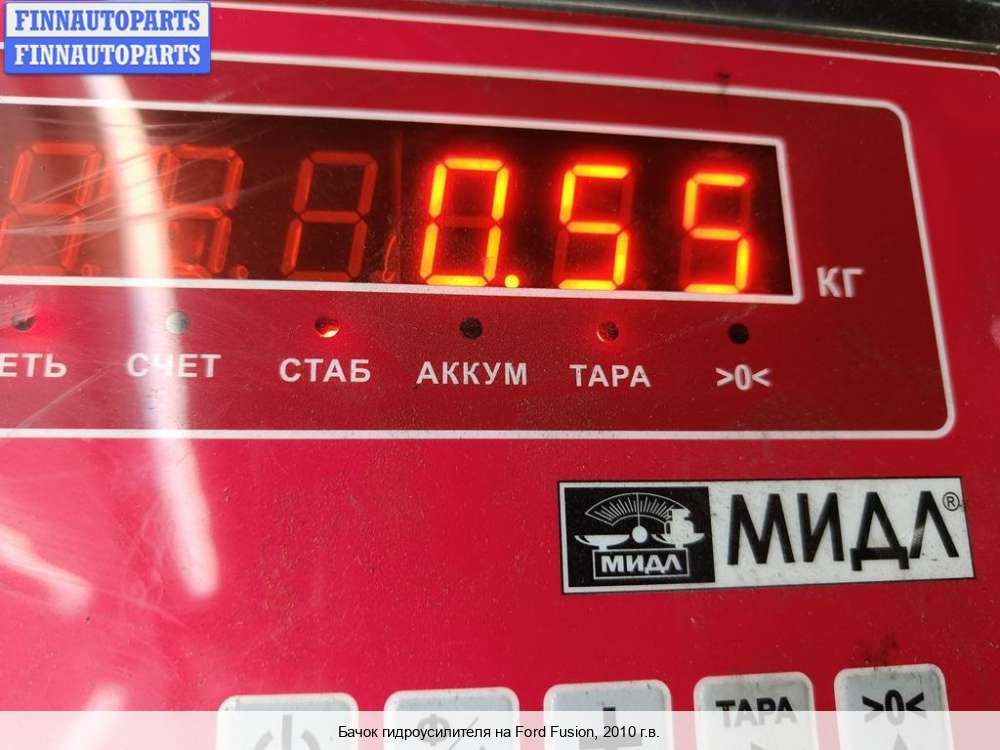 FINNAUTOPARTS
FINNAUTOPARTS
0.55
КГ
ЕТЬ СЧЕТ СТАБ АККУМ ТАРА >0<
МИДЛ
МИДЛ®
ТАРА >0<
Бачок гидроусилителя на Ford Fusion, 2010 г.в.